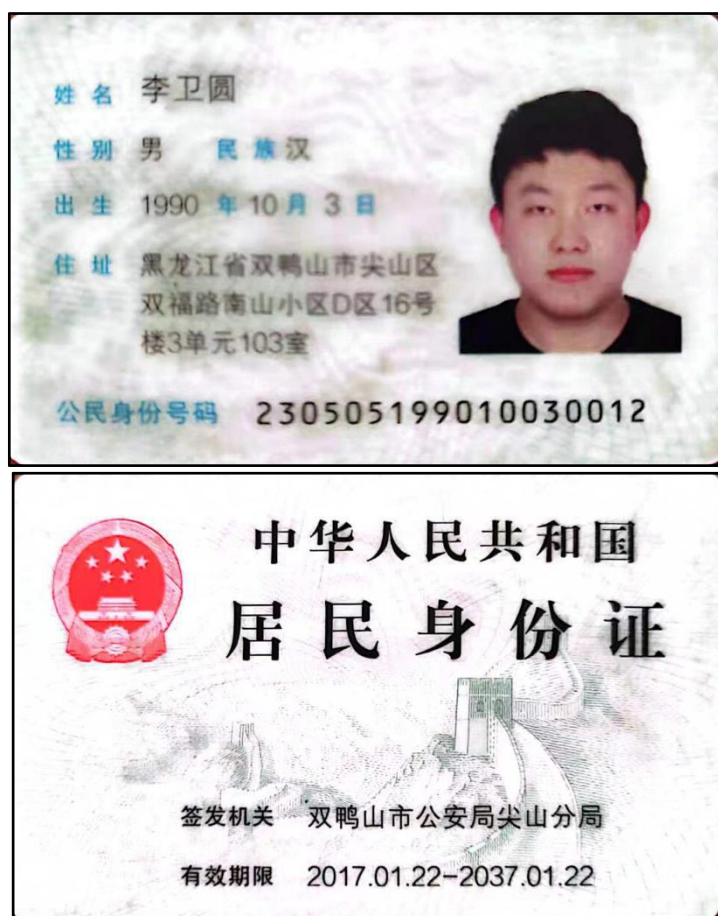 姓名 李卫圆
性别 男 民族 汉
出生 1990 年 10 月 3 日
住址 黑龙江省双鸭山市尖山区
双福路南山小区D区16号
楼3单元103室
公民身份号码 230505199010030012
中华人民共和国
居民身份证
签发机关 双鸭山市公安局尖山分局
有效期限 2017.01.22-2037.01.22